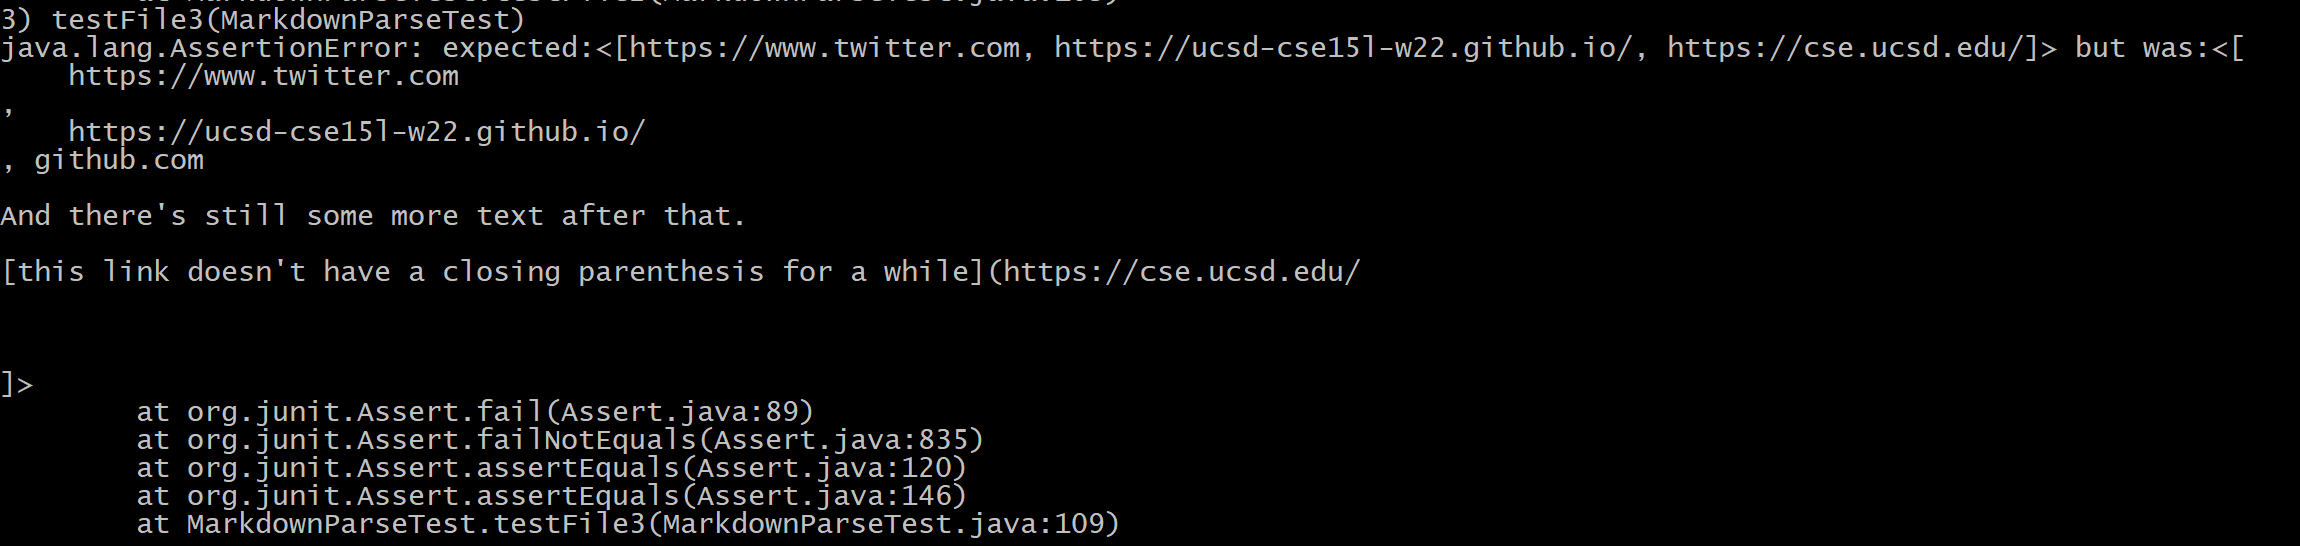 3) testFile3(MarkdownParseTest)
java.lang.AssertionError: expected:<[https://www.twitter.com, https://ucsd-cse15l-w22.github.io/, https://cse.ucsd.edu/]> but was:<[
    https://www.twitter.com
,
    https://ucsd-cse15l-w22.github.io/
, github.com

And there's still some more text after that.

[this link doesn't have a closing parenthesis for a while](https://cse.ucsd.edu/



]>
        at org.junit.Assert.fail(Assert.java:89)
        at org.junit.Assert.failNotEquals(Assert.java:835)
        at org.junit.Assert.assertEquals(Assert.java:120)
        at org.junit.Assert.assertEquals(Assert.java:146)
        at MarkdownParseTest.testFile3(MarkdownParseTest.java:109)